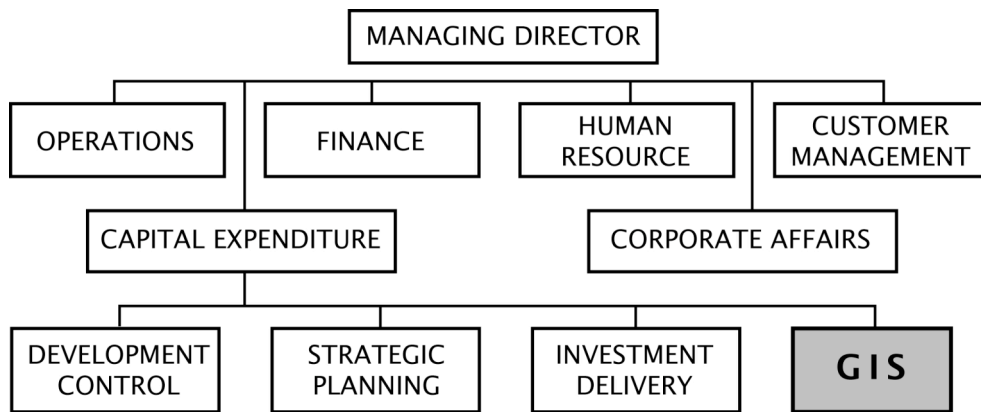 MANAGING DIRECTOR
OPERATIONS
FINANCE
HUMAN
RESOURCE
CUSTOMER
MANAGEMENT
CAPITAL EXPENDITURE
CORPORATE AFFAIRS
DEVELOPMENT
CONTROL
STRATEGIC
PLANNING
INVESTMENT
DELIVERY
GIS